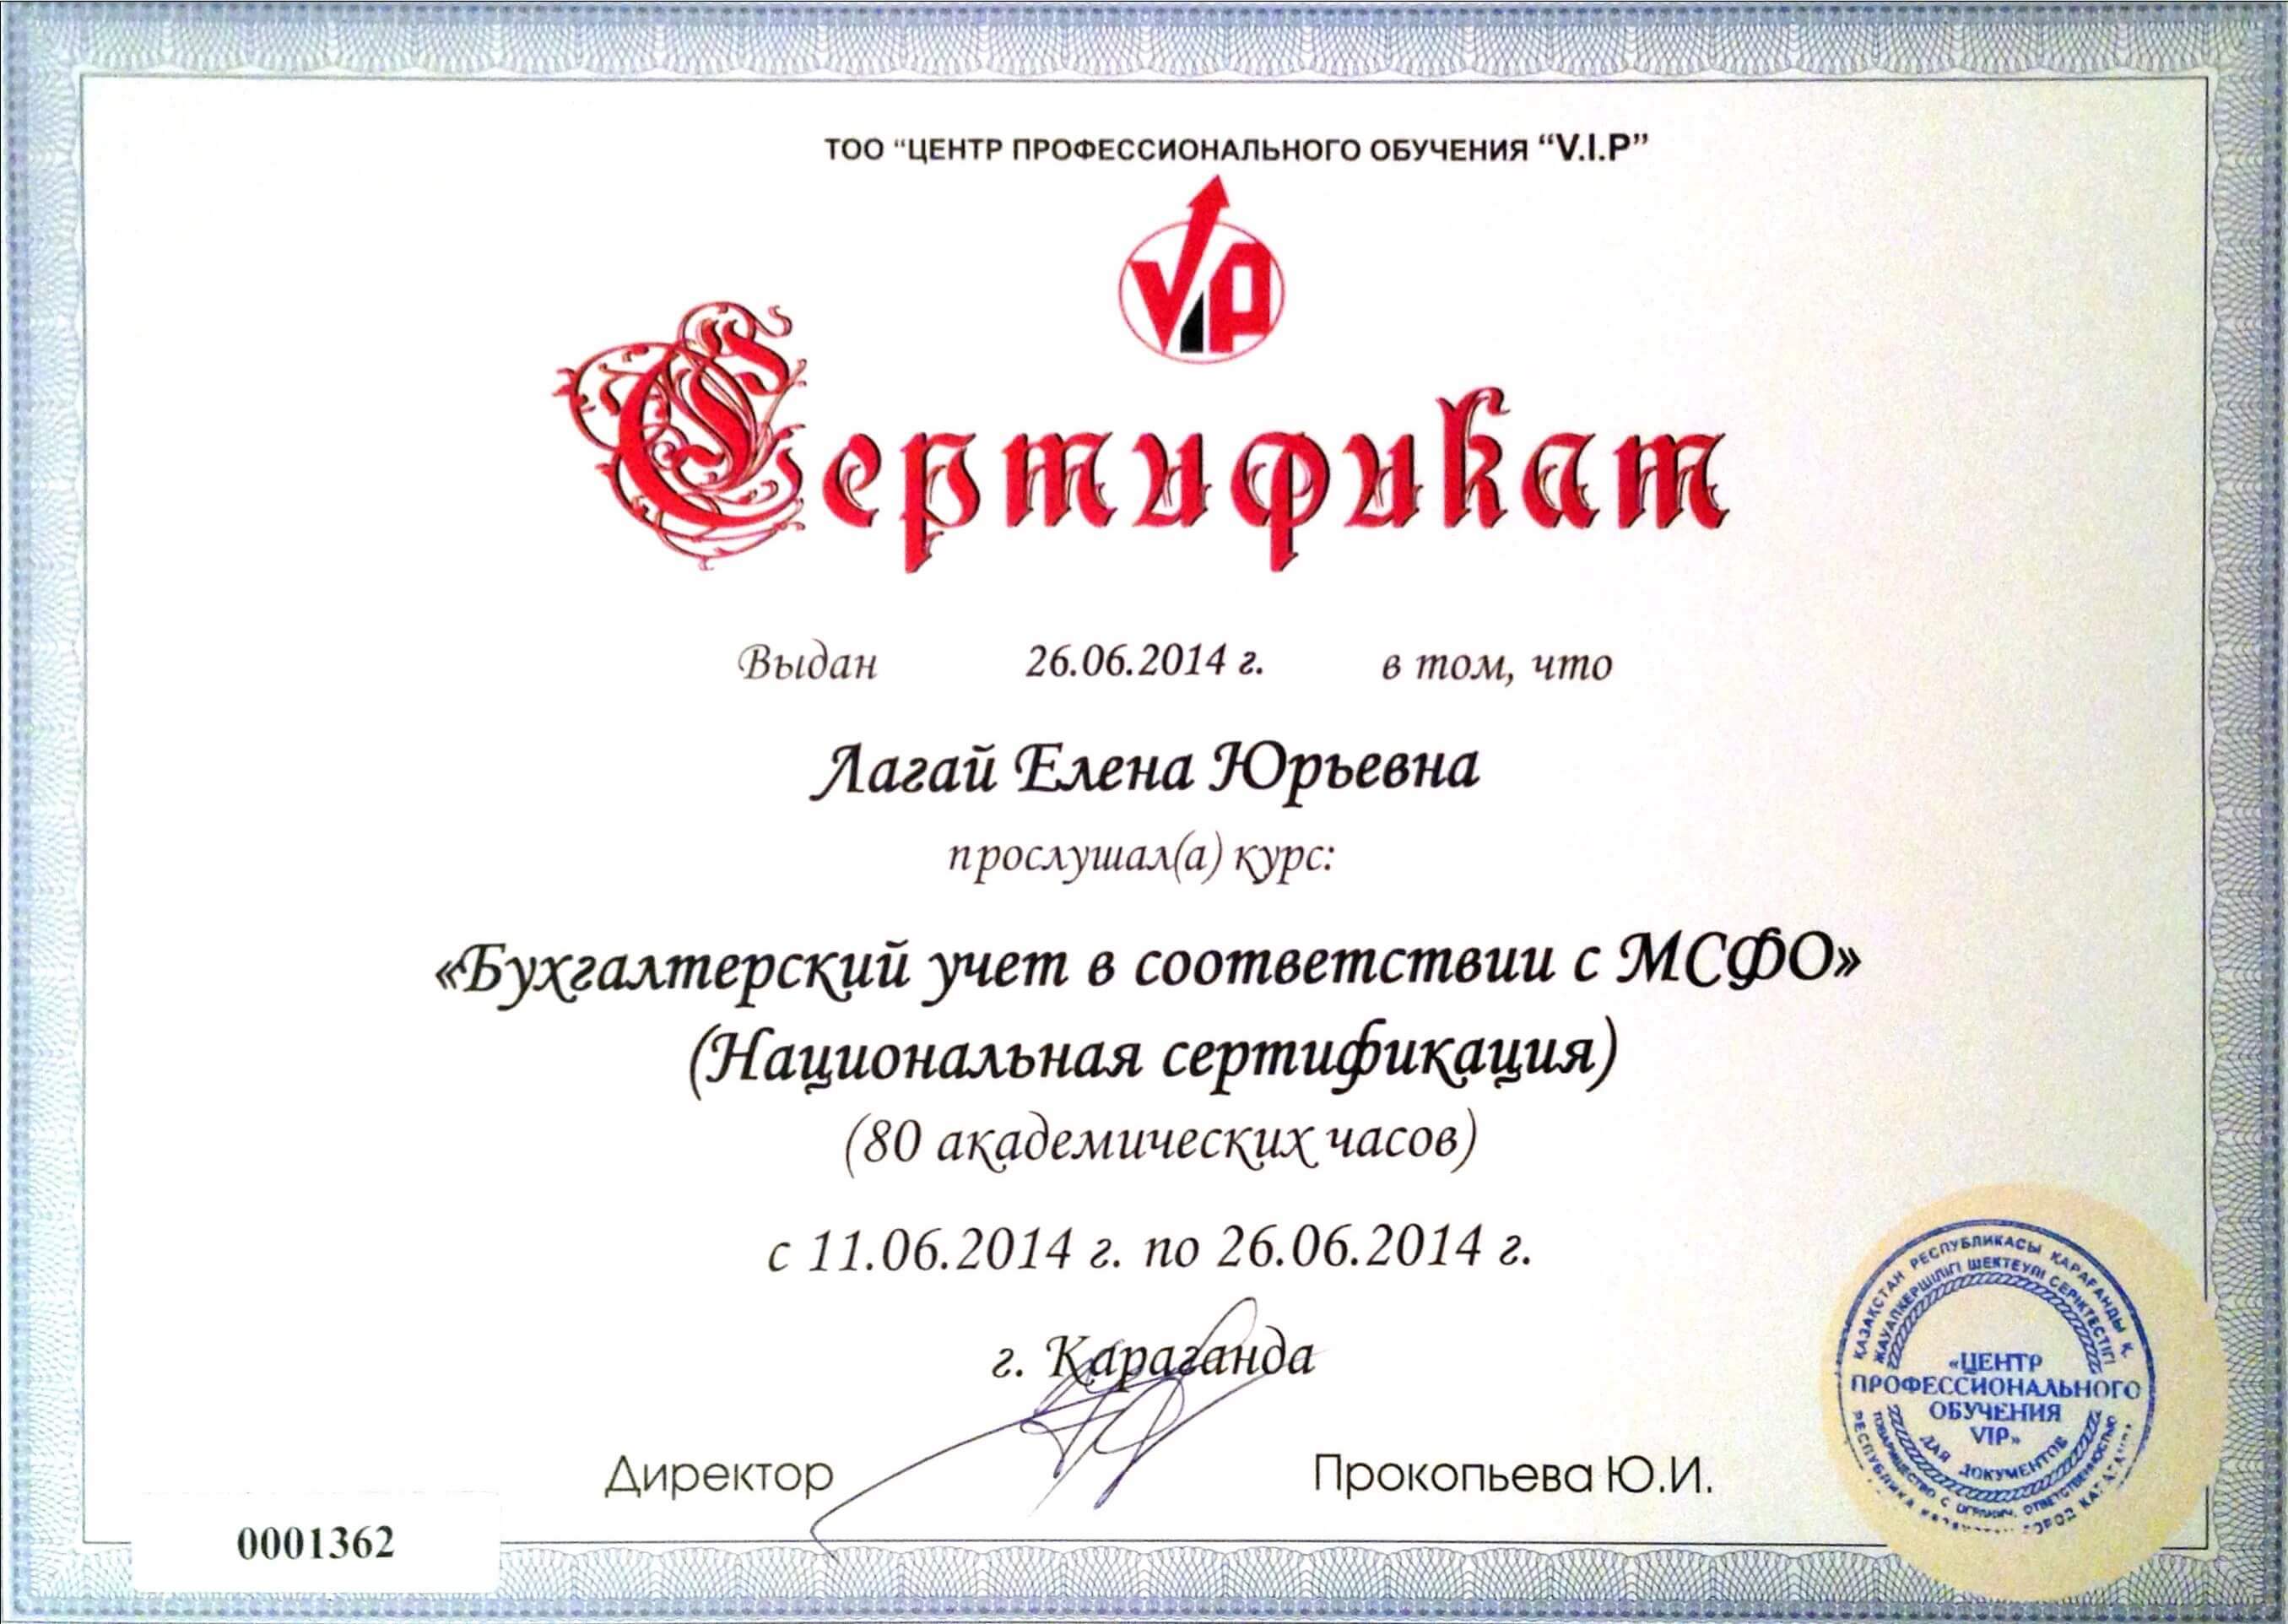 ТОО “ЦЕНТР ПРОФЕССИОНАЛЬНОГО ОБУЧЕНИЯ “V.I.P”
VIP
Сертификат
Выдан 26.06.2014 г. в том, что
Лагай Елена Юрьевна
прослушал(а) курс:
«Бухгалтерский учет в соответствии с МСФО»
(Национальная сертификация)
(80 академических часов)
с 11.06.2014 г. по 26.06.2014 г.
г. Караганда
Директор Прокопьева Ю.И.
0001362
ҚАЗАҚСТАН РЕСПУБЛИКАСЫ ҚАРАҒАНДЫ Қ.
ЖАУАПКЕРШІЛІГІ ШЕКТЕУЛІ СЕРІКТЕСТІГІ
«ЦЕНТР
ПРОФЕССИОНАЛЬНОГО
ОБУЧЕНИЯ
VIP»
ДЛЯ ДОКУМЕНТОВ
ТОВАРИЩЕСТВО С ОГРАНИЧ. ОТВЕТСТВЕННОСТЬЮ
РЕСПУБЛИКА КАЗАХСТАН ГОРОД